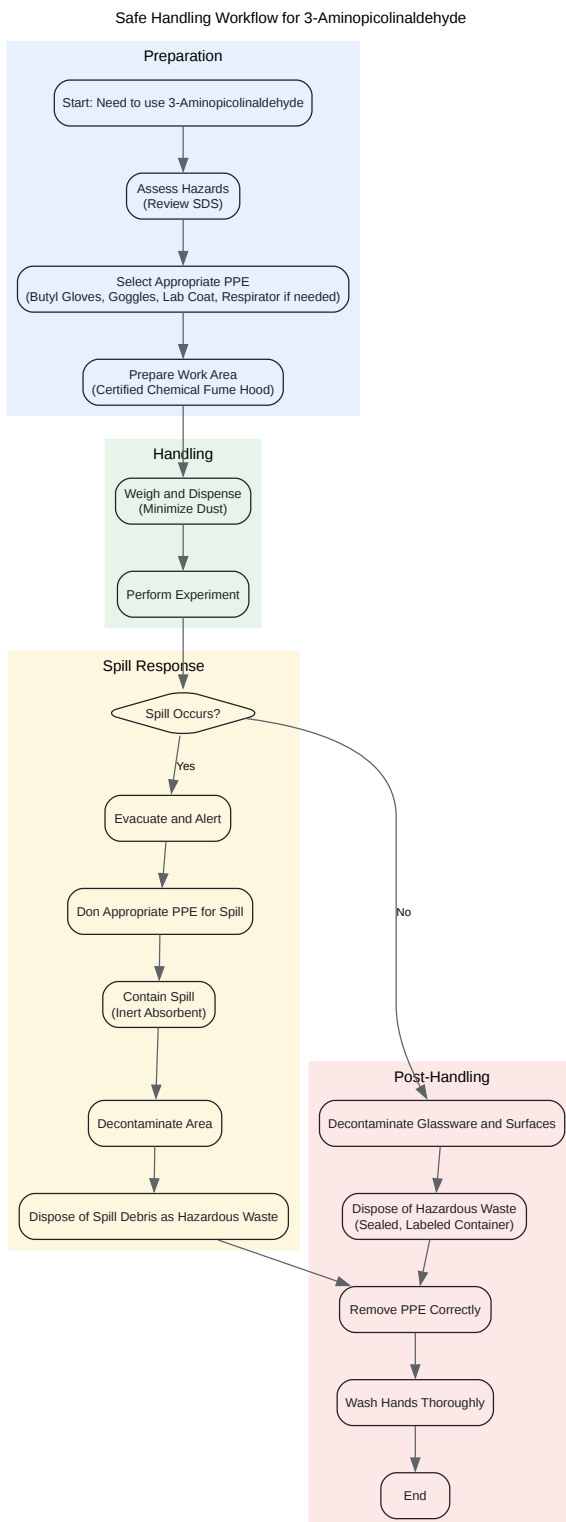 Safe Handling Workflow for 3-Aminopicolinaldehyde
Preparation
Start: Need to use 3-Aminopicolinaldehyde
Assess Hazards
(Review SDS)
Select Appropriate PPE
(Butyl Gloves, Goggles, Lab Coat, Respirator if needed)
Prepare Work Area
(Certified Chemical Fume Hood)
Handling
Weigh and Dispense
(Minimize Dust)
Perform Experiment
Spill Response
Spill Occurs?
Yes
Evacuate and Alert
Don Appropriate PPE for Spill
No
Contain Spill
(Inert Absorbent)
Decontaminate Area
Dispose of Spill Debris as Hazardous Waste
Post-Handling
Decontaminate Glassware and Surfaces
Dispose of Hazardous Waste
(Sealed, Labeled Container)
Remove PPE Correctly
Wash Hands Thoroughly
End